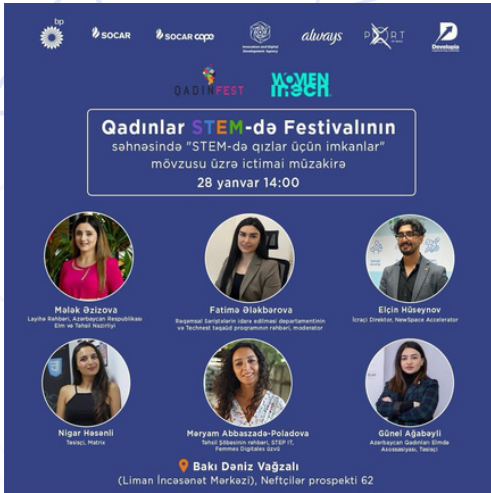 bp
SOCAR
SOCAR cape
Innovation and Digital
Development Agency
always
PORT
Developia
QADINFEST
WOMEN
in Tech
Qadınlar STEM-də Festivalının
səhnəsində "STEM-də qızlar üçün imkanlar"
mövzusu üzrə ictimai müzakirə
28 yanvar 14:00
Mələk Əzizova
Layihə Rəhbəri, Azərbaycan Respublikası
Elm və Təhsil Nazirliyi
Fatimə Ələkbərova
Rəqəmsal Səriştələrin idarə edilməsi departamentinin
və Technest təqaüd proqramının rəhbəri, moderator
Elçin Hüseynov
İcraçi Direktor, NewSpace Accelerator
Nigar Həsənli
Təsisçi, Matrix
Məryəm Abbaszadə-Poladova
Təhsil Şöbəsinin rəhbəri, STEP IT,
Femmes Digitales üzvü
Günel Ağabəyli
Azərbaycan Qadınları Elmdə
Assosiasiyası, Təsisçi
Bakı Dəniz Vağzalı
(Liman İncəsənət Mərkəzi), Neftçilər prospekti 62